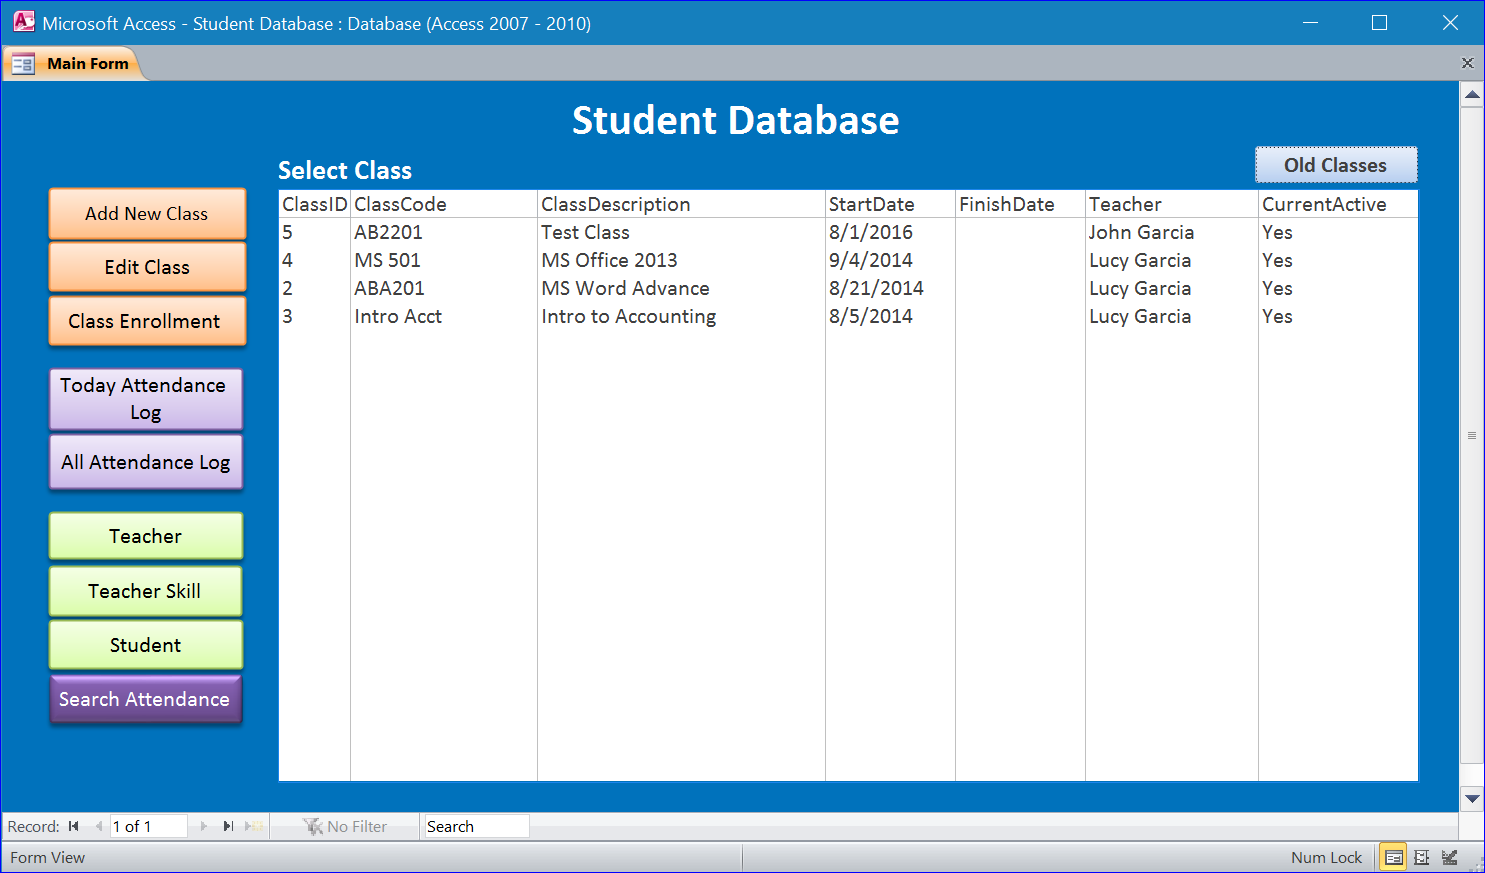 Microsoft Access - Student Database : Database (Access 2007 - 2010)
Main Form
Student Database
Select Class
Old Classes
Add New Class
Edit Class
Class Enrollment
Today Attendance
Log
All Attendance Log
Teacher
Teacher Skill
Student
Search Attendance
ClassID ClassCode ClassDescription StartDate FinishDate Teacher CurrentActive
5 AB2201 Test Class 8/1/2016 John Garcia Yes
4 MS 501 MS Office 2013 9/4/2014 Lucy Garcia Yes
2 ABA201 MS Word Advance 8/21/2014 Lucy Garcia Yes
3 Intro Acct Intro to Accounting 8/5/2014 Lucy Garcia Yes
Record: 1 of 1 No Filter Search
Form View Num Lock